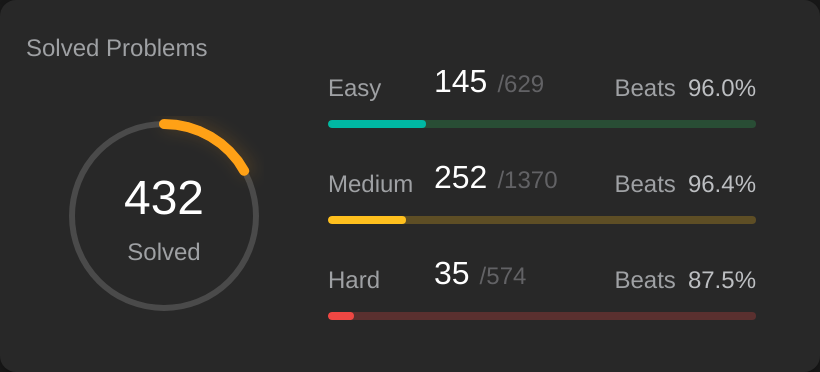 Solved Problems
432
Solved
Easy 145 /629 Beats 96.0%
Medium 252 /1370 Beats 96.4%
Hard 35 /574 Beats 87.5%